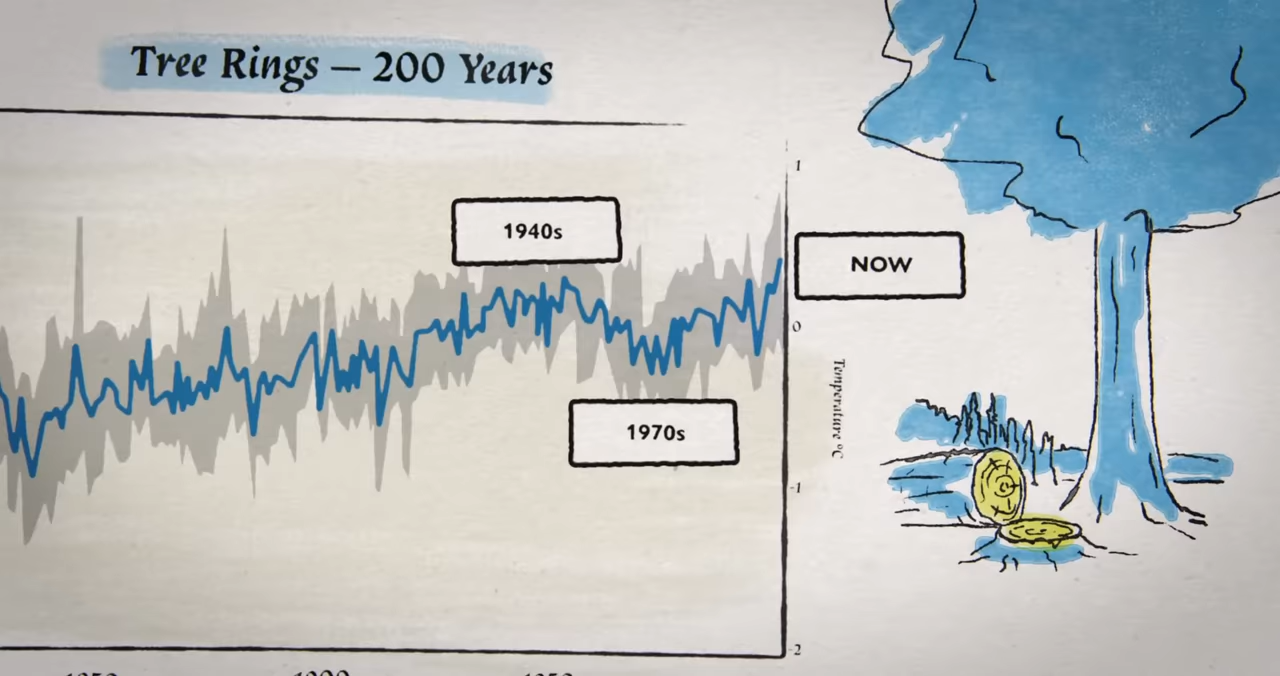 Tree Rings – 200 Years
1
1940s
NOW
0
Temperature °C
1970s
-1
-2